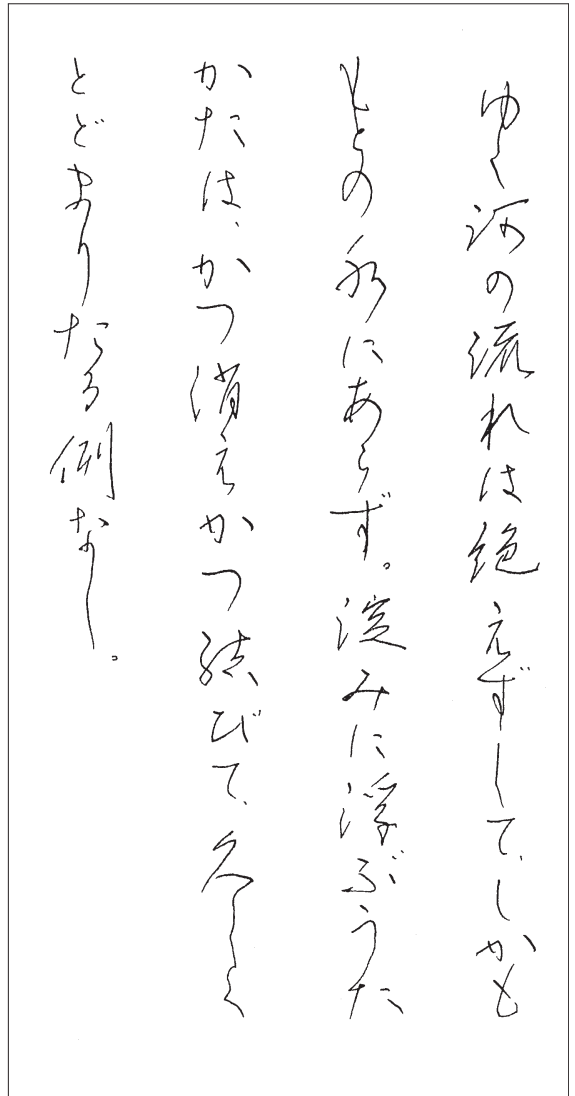 ゆく河の流れは絶えずして、しかも
もとの水にあらず。淀みに浮ぶうた
かたは、かつ消えかつ結びて、久しく
とどまりたる例なし。